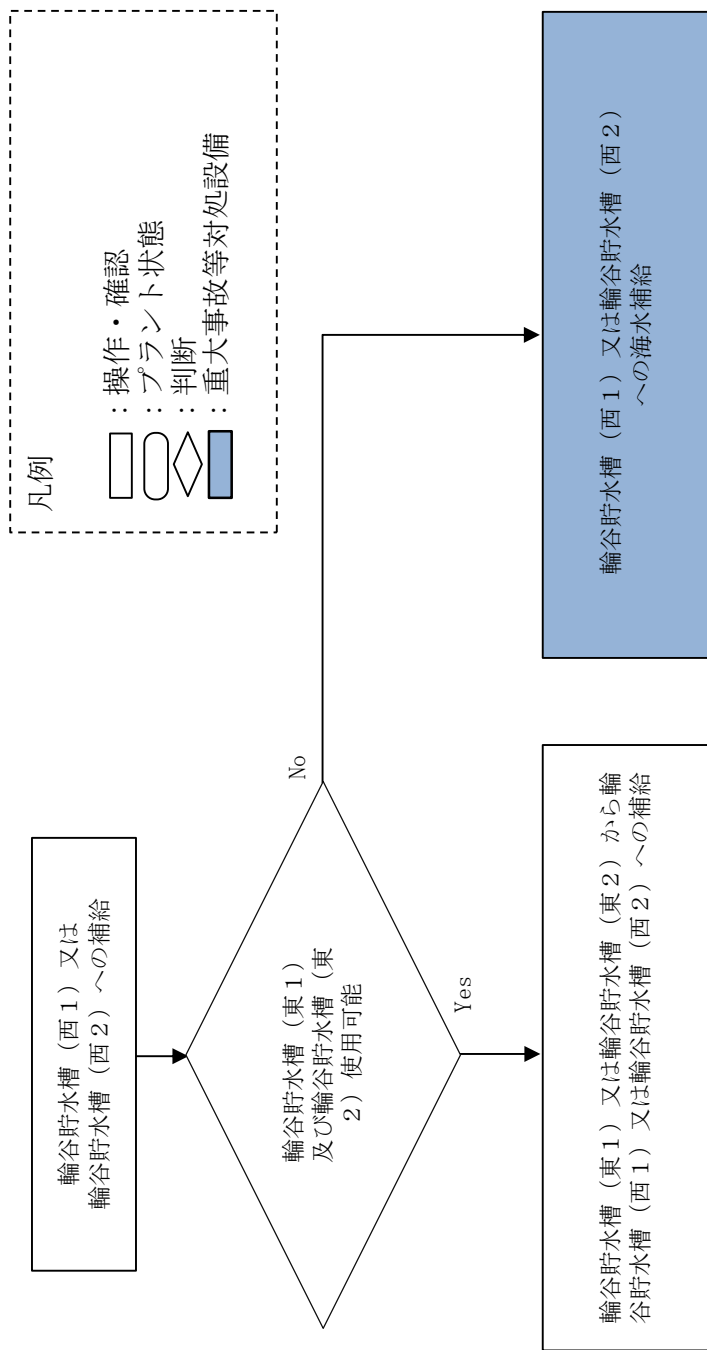 輪谷貯水槽（西１）又は
輪谷貯水槽（西２）への補給
輪谷貯水槽（東１）
及び輪谷貯水槽（東
２）使用可能
No
Yes
輪谷貯水槽（東１）又は輪谷貯水槽（東２）から輪
谷貯水槽（西１）又は輪谷貯水槽（西２）への補給
輪谷貯水槽（西１）又は輪谷貯水槽（西２）
への海水補給
凡例
：操作・確認
：プラント状態
：判断
：重大事故等対処設備